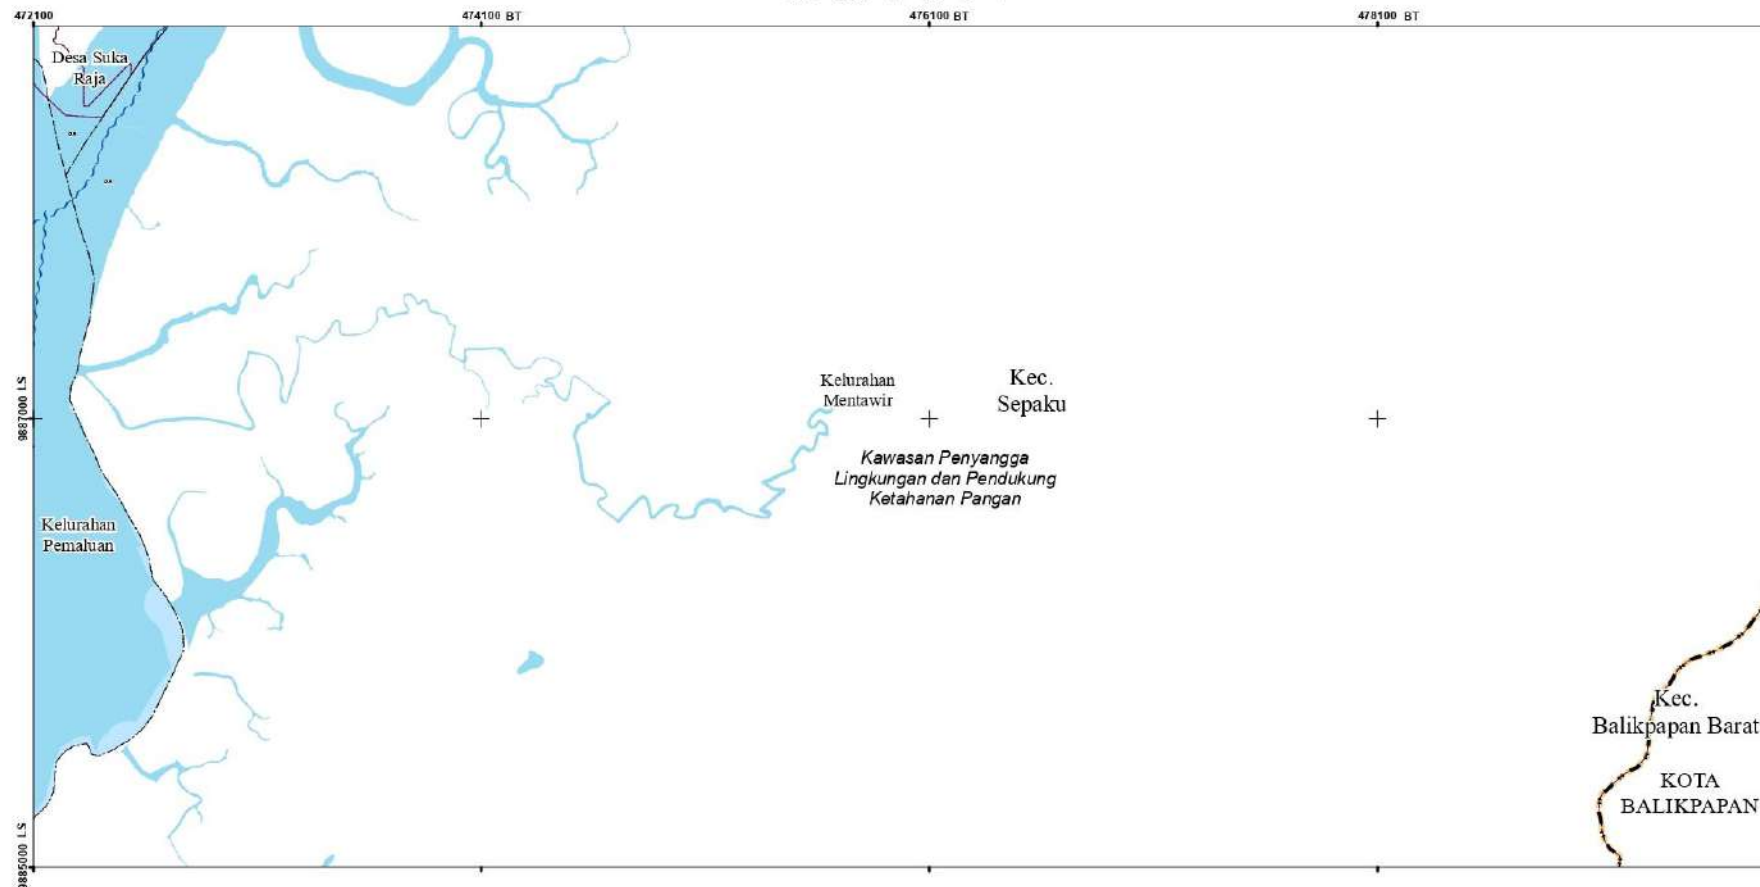 472100
474100 BT
476100 BT
478100 BT
Desa Suka
Raja
Kelurahan
Mentawir
Kec.
Sepaku
9887000 LS
Kawasan Penyangga
Lingkungan dan Pendukung
Ketahanan Pangan
Kelurahan
Pemaluan
Kec.
Balikpapan Barat
KOTA
BALIKPAPAN
9885000 LS